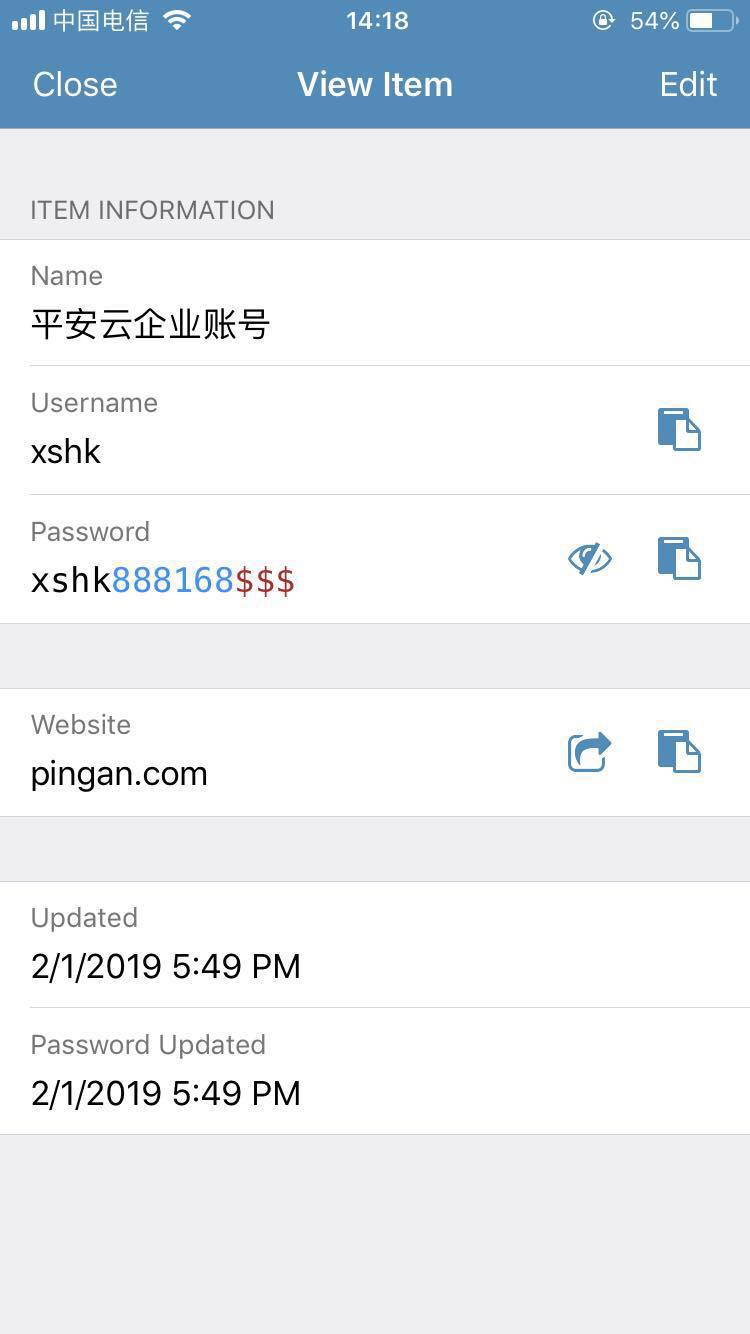 中国电信 14:18 54%
Close View Item Edit
ITEM INFORMATION
Name
平安云企业账号
Username
xshk
Password
xshk888168$$$
Website
pingan.com
Updated
2/1/2019 5:49 PM
Password Updated
2/1/2019 5:49 PM